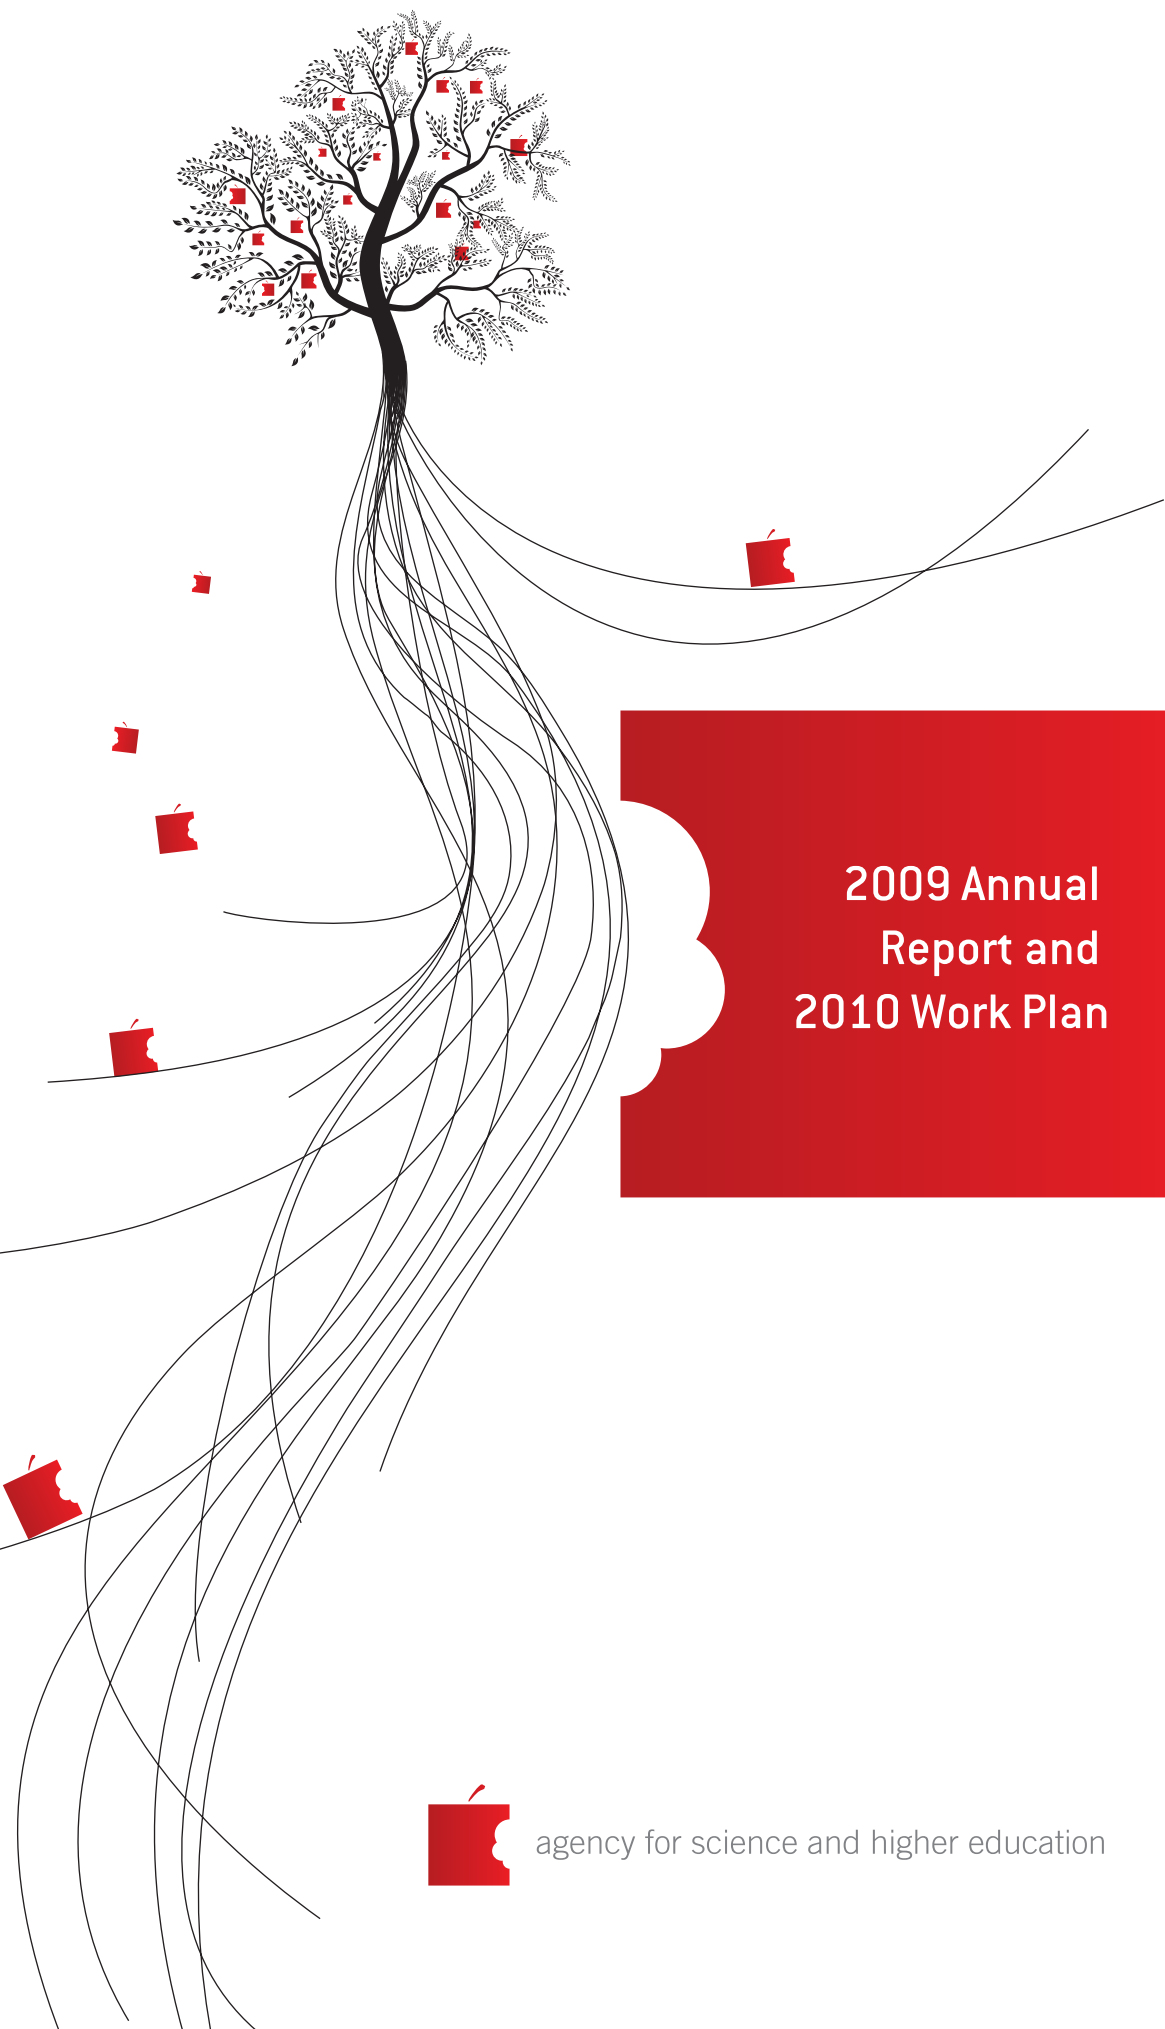 2009 Annual
Report and
2010 Work Plan
agency for science and higher education